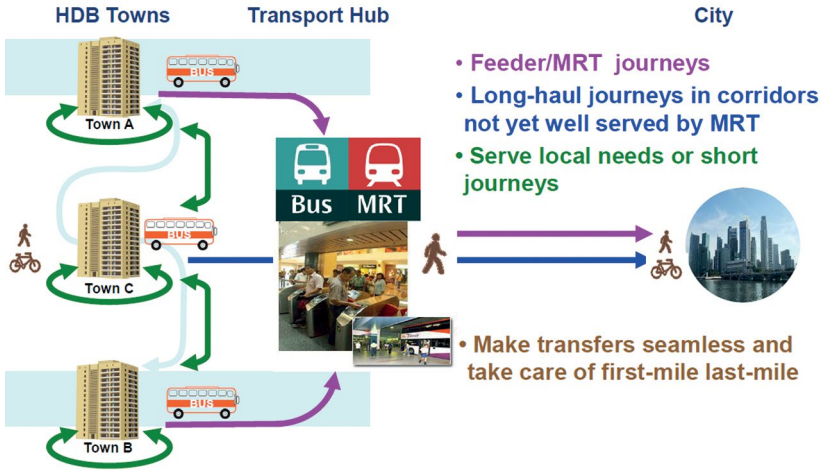 HDB Towns
Transport Hub
City
BUS
• Feeder/MRT journeys
• Long-haul journeys in corridors
not yet well served by MRT
• Serve local needs or short
journeys
Town A
Bus
MRT
BUS
Town C
• Make transfers seamless and
take care of first-mile last-mile
BUS
Town B